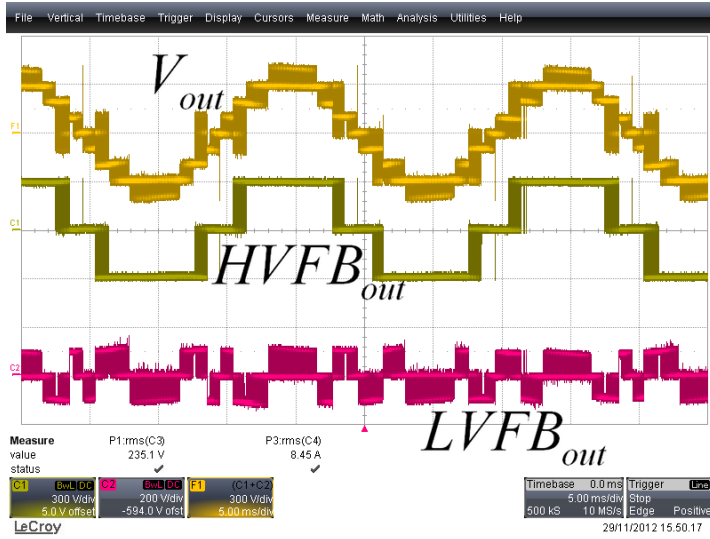 File Vertical Timebase Trigger Display Cursors Measure Math Analysis Utilities Help
V out
F1
C1
HVFB out
C2
LVFB out
Measure P1:rms(C3) P3:rms(C4)
value 235.1 V 8.45 A
status
C1 BwL DC C2 BwL DC F1 (C1+C2) Timebase 0.0 ms Trigger Line
300 V/div 200 V/div 300 V/div 5.00 ms/div Stop
5.0 V offset -594.0 V ofst 5.00 ms/div 500 kS 10 MS/s Edge Positive
LeCroy 29/11/2012 15.50.17